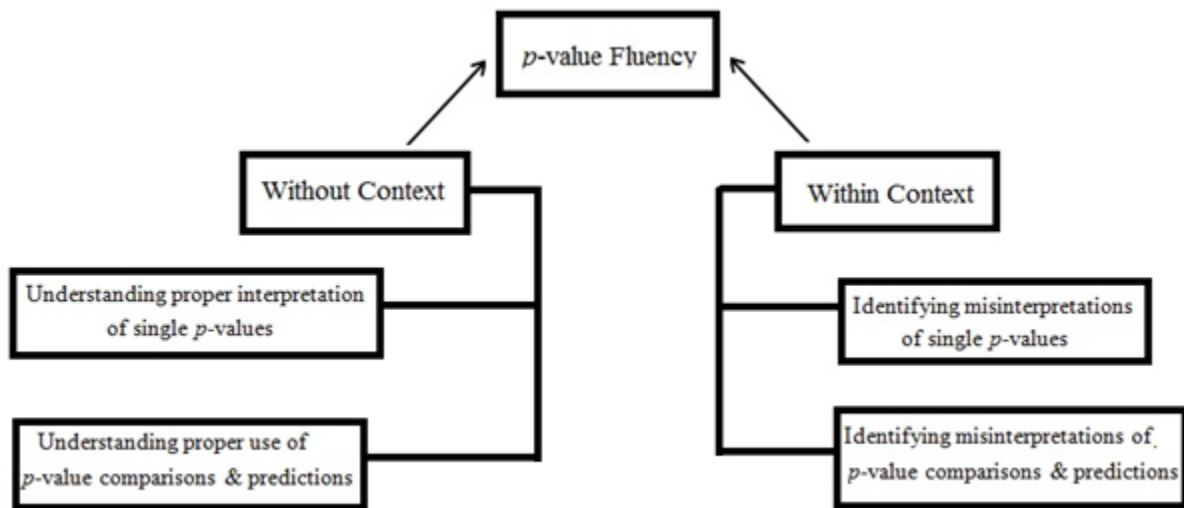 p-value Fluency
Without Context
Within Context
Understanding proper interpretation
of single p-values
Identifying misinterpretations
of single p-values
Understanding proper use of
p-value comparisons & predictions
Identifying misinterpretations of
p-value comparisons & predictions